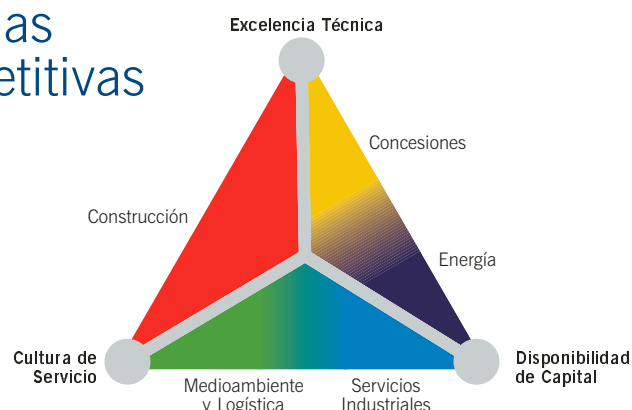 as
etitivas
Excelencia Técnica
Concesiones
Construcción
Energía
Cultura de
Servicio
Disponibilidad
de Capital
Medioambiente
y Logística
Servicios
Industriales